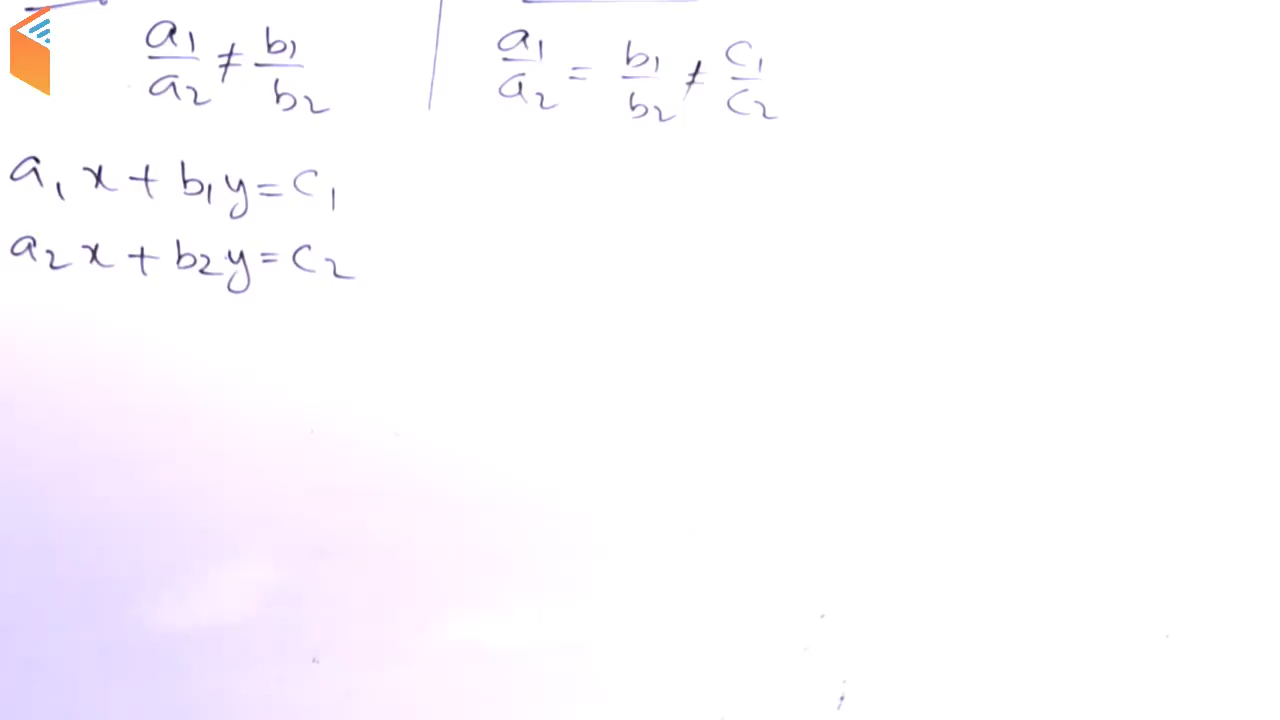 a₁/a₂ ≠ b₁/b₂
a₁/a₂ = b₁/b₂ ≠ c₁/c₂
a₁x + b₁y = c₁
a₂x + b₂y = c₂